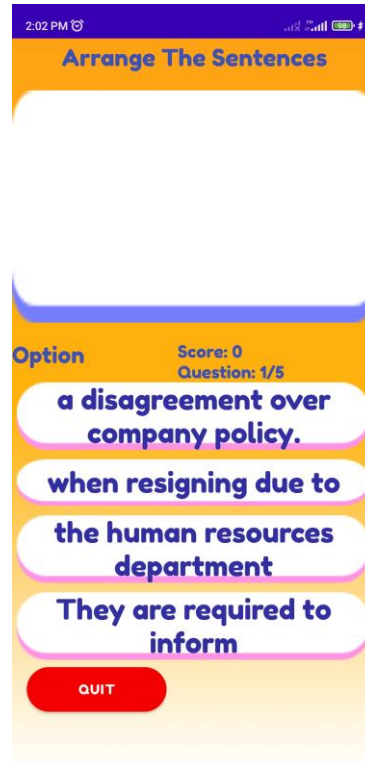 2:02 PM
Arrange The Sentences
Option
Score: 0
Question: 1/5
a disagreement over
company policy.
when resigning due to
the human resources
department
They are required to
inform
QUIT